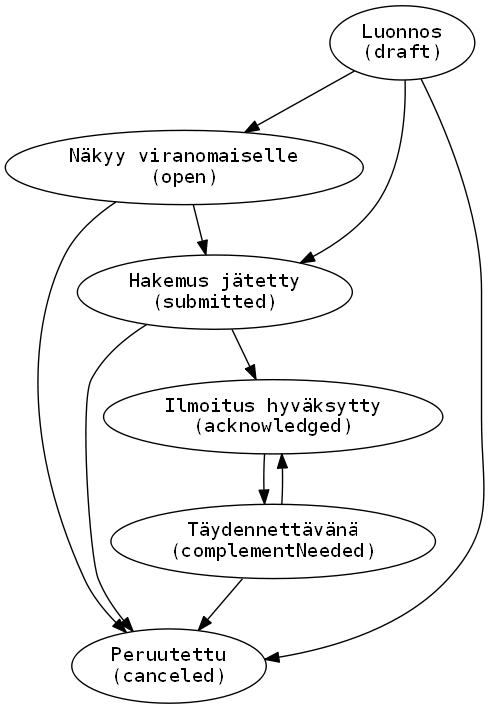 Luonnos
(draft)
Näkyy viranomaiselle
(open)
Hakemus jätetty
(submitted)
Ilmoitus hyväksytty
(acknowledged)
Täydennettävänä
(complementNeeded)
Peruutettu
(canceled)